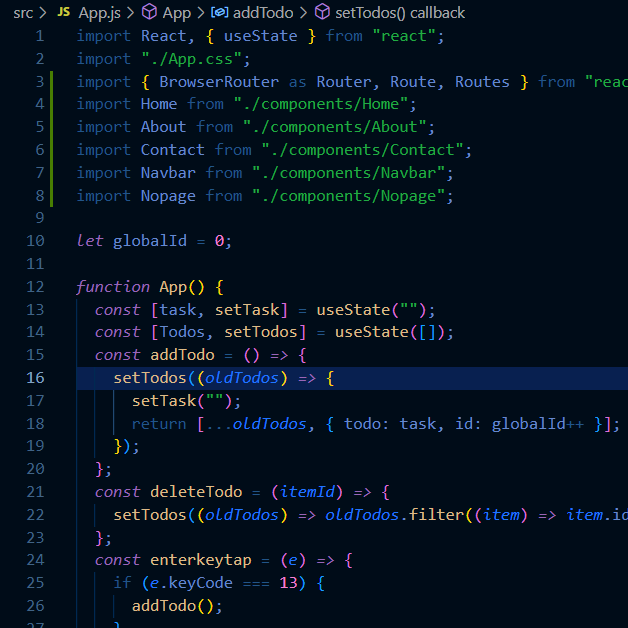 src > JS App.js > App > addTodo > setTodos() callback
1 import React, { useState } from "react";
2 import "./App.css";
3 import { BrowserRouter as Router, Route, Routes } from "reac
4 import Home from "./components/Home";
5 import About from "./components/About";
6 import Contact from "./components/Contact";
7 import Navbar from "./components/Navbar";
8 import Nopage from "./components/Nopage";
9
10 let globalId = 0;
11
12 function App() {
13 const [task, setTask] = useState("");
14 const [Todos, setTodos] = useState([]);
15 const addTodo = () => {
16 setTodos((oldTodos) => {
17 setTask("");
18 return [...oldTodos, { todo: task, id: globalId++ }];
19 });
20 };
21 const deleteTodo = (itemId) => {
22 setTodos((oldTodos) => oldTodos.filter((item) => item.id
23 };
24 const enterkeytap = (e) => {
25 if (e.keyCode === 13) {
26 addTodo();
27 }